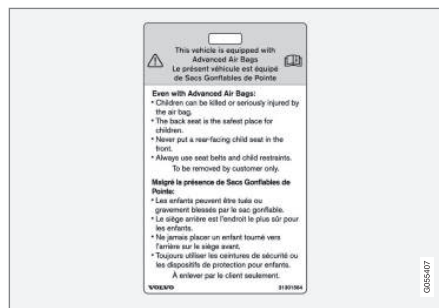 This vehicle is equipped with
Advanced Air Bags
Le présent véhicule est équipé
de Sacs Gonflables de Pointe
Even with Advanced Air Bags:
• Children can be killed or seriously injured by
the air bag.
• The back seat is the safest place for
children.
• Never put a rear-facing child seat in the
front.
• Always use seat belts and child restraints.
To be removed by customer only.
Malgré la présence de Sacs Gonflables de
Pointe:
• Les enfants peuvent être tués ou
gravement blessés par le sac gonflable.
• Le siège arrière est l'endroit le plus sûr pour
les enfants.
• Ne jamais placer un enfant tourné vers
l'arrière sur le siège avant.
• Toujours utiliser les ceintures de sécurité ou
les dispositifs de protection pour enfants.
À enlever par le client seulement.
VOLVO 31301564
G055407